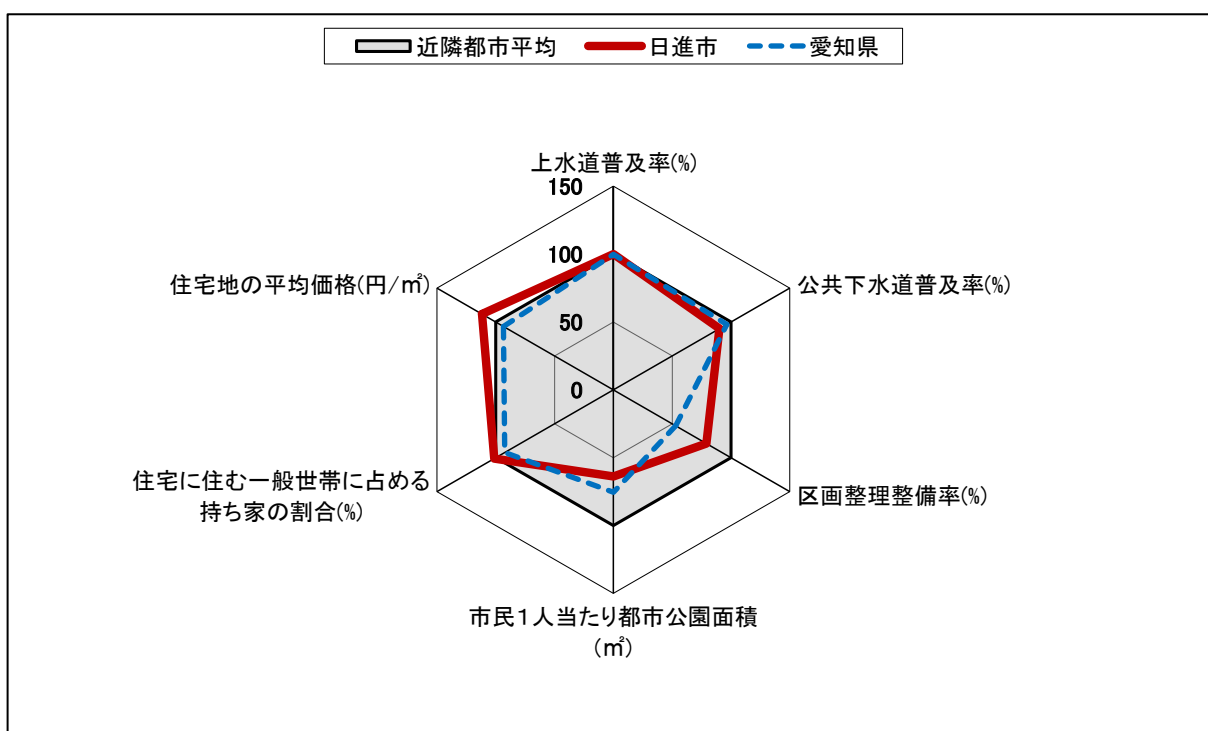 近隣都市平均 日進市 愛知県
上水道普及率(%)
150
100
50
0
公共下水道普及率(%)
区画整理整備率(%)
市民１人当たり都市公園面積
(㎡)
住宅に住む一般世帯に占める
持ち家の割合(%)
住宅地の平均価格(円/㎡)